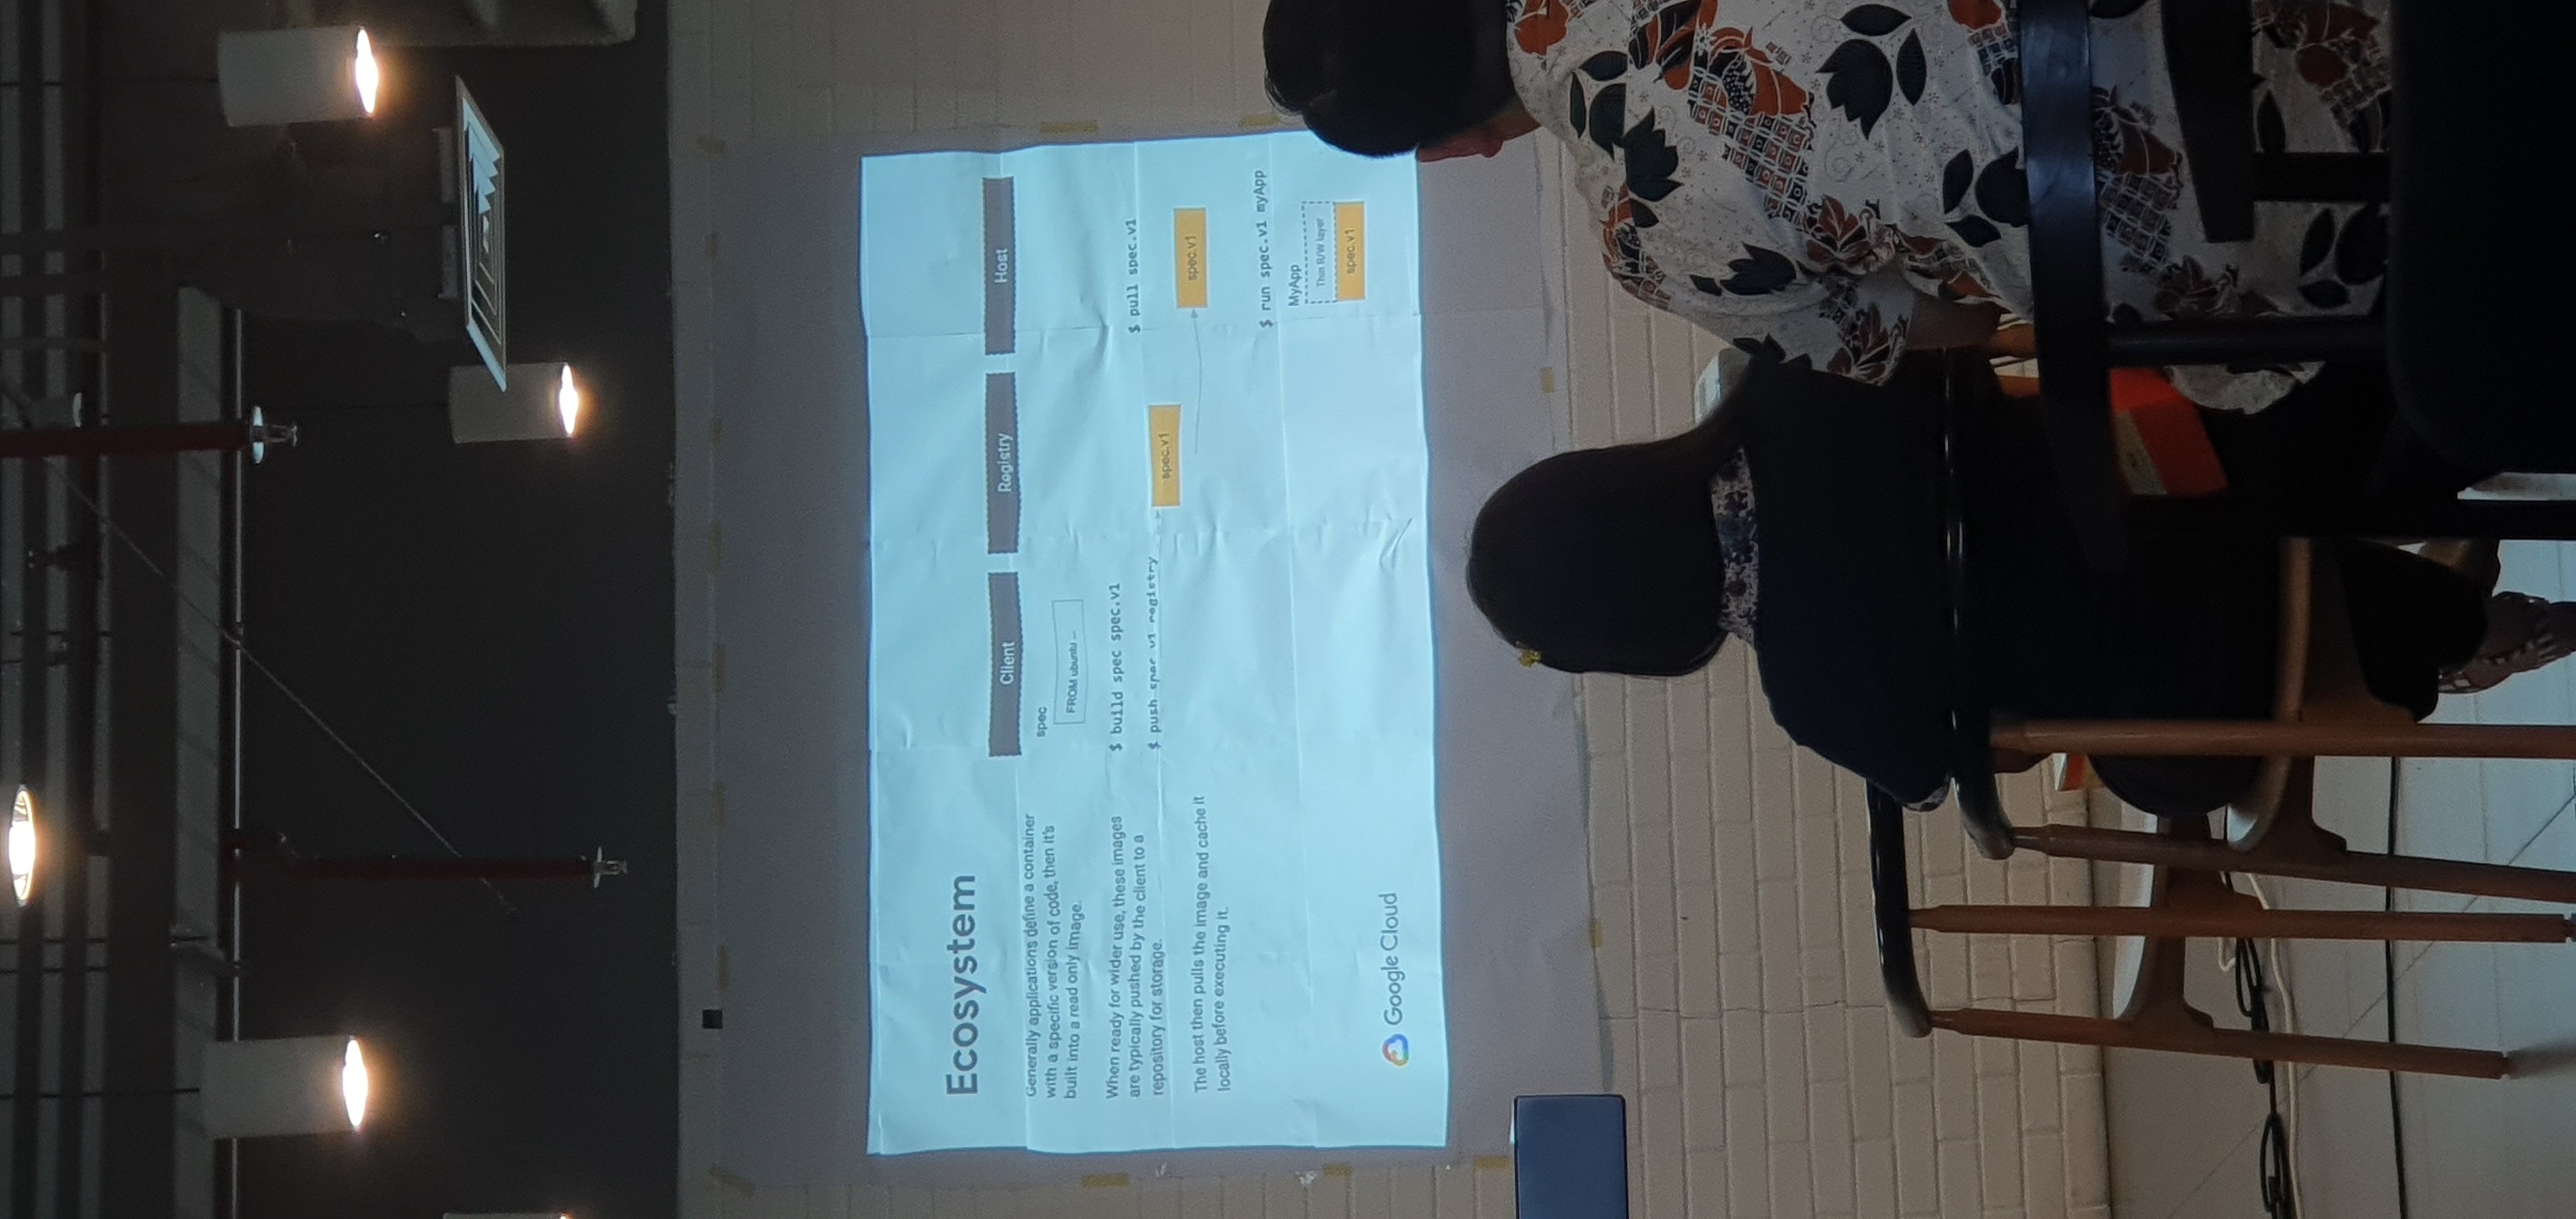 Ecosystem
Generally applications define a container
with a specific version of code, then it's
built into a read only image.
When ready for wider use, these images
are typically pushed by the client to a
repository for storage.
The host then pulls the image and cache it
locally before executing it.
Google Cloud
Client
spec
FROM ubuntu ...
$ build spec spec.v1
$ push spec v1 registry
Registry
spec.v1
Host
$ pull spec.v1
spec.v1
$ run spec.v1 myApp
MyApp
Thin R/W layer
spec.v1